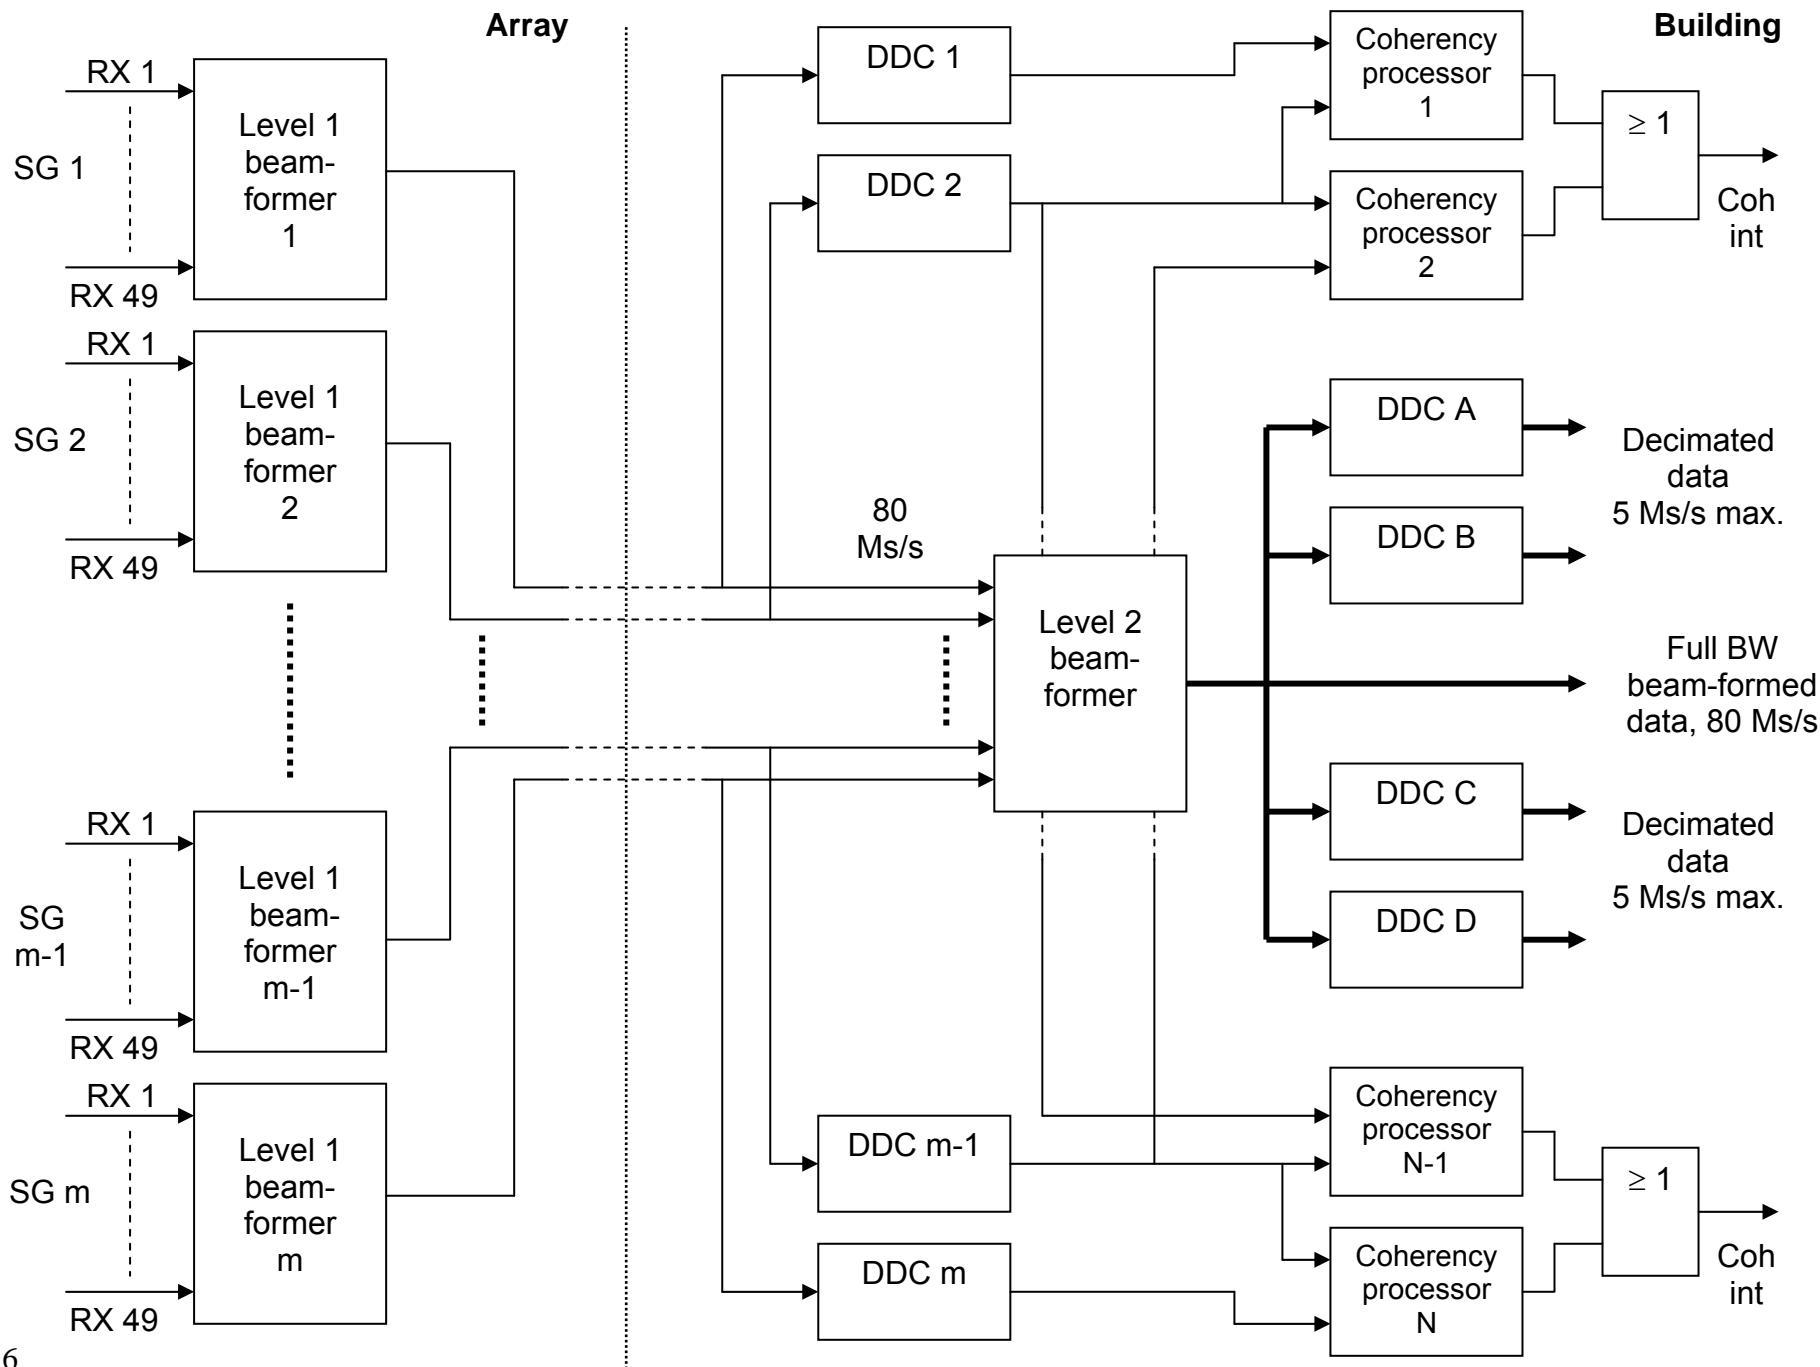 Array
Building
RX 1
Level 1
beam-
former
1
SG 1
RX 49
RX 1
Level 1
beam-
former
2
SG 2
RX 49
RX 1
Level 1
beam-
former
m-1
SG
m-1
RX 49
RX 1
Level 1
beam-
former
m
SG m
RX 49
DDC 1
DDC 2
80
Ms/s
Level 2
beam-
former
DDC m-1
DDC m
Coherency
processor
1
Coherency
processor
2
≥ 1
Coh
int
DDC A
DDC B
Decimated
data
5 Ms/s max.
Full BW
beam-formed
data, 80 Ms/s
DDC C
DDC D
Decimated
data
5 Ms/s max.
Coherency
processor
N-1
Coherency
processor
N
≥ 1
Coh
int
6